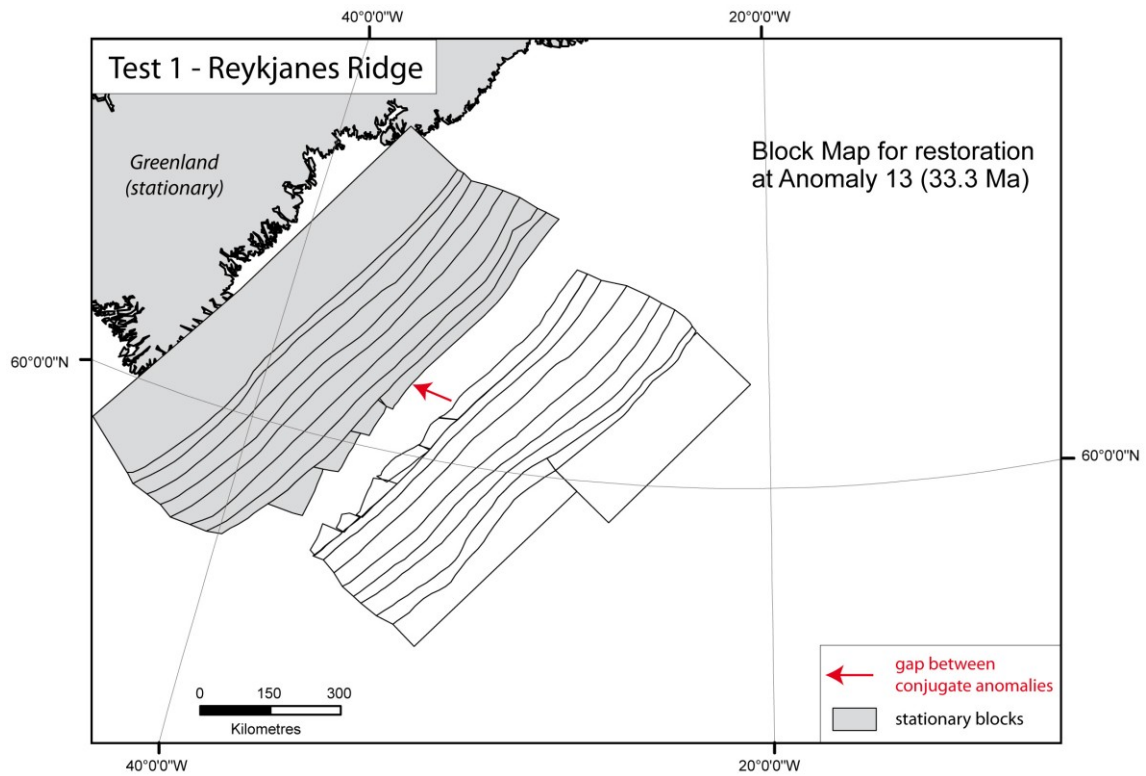 40°0'0"W
20°0'0"W
Test 1 - Reykjanes Ridge
Greenland
(stationary)
Block Map for restoration
at Anomaly 13 (33.3 Ma)
60°0'0"N
60°0'0"N
0 150 300
Kilometres
gap between
conjugate anomalies
stationary blocks
40°0'0"W
20°0'0"W